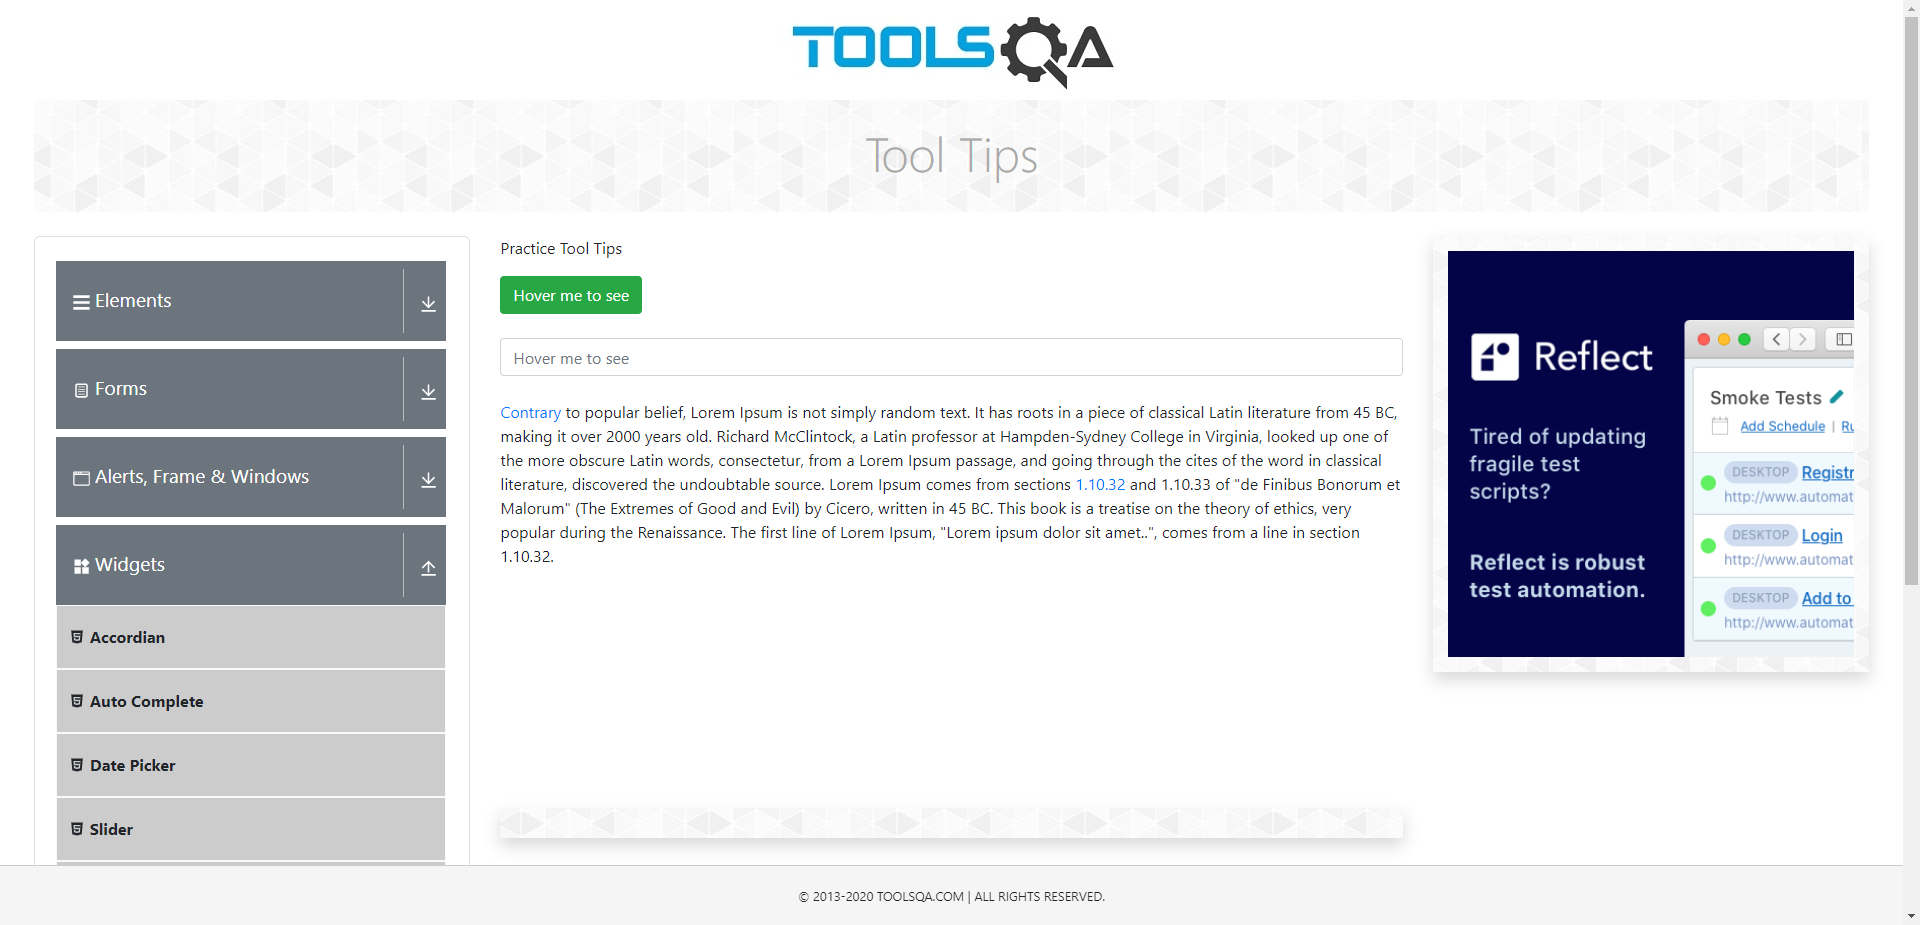 TOOLSQA
Tool Tips
Elements
Forms
Alerts, Frame & Windows
Widgets
Accordian
Auto Complete
Date Picker
Slider
Practice Tool Tips
Hover me to see
Hover me to see
Contrary to popular belief, Lorem Ipsum is not simply random text. It has roots in a piece of classical Latin literature from 45 BC,
making it over 2000 years old. Richard McClintock, a Latin professor at Hampden-Sydney College in Virginia, looked up one of
the more obscure Latin words, consectetur, from a Lorem Ipsum passage, and going through the cites of the word in classical
literature, discovered the undoubtable source. Lorem Ipsum comes from sections 1.10.32 and 1.10.33 of "de Finibus Bonorum et
Malorum" (The Extremes of Good and Evil) by Cicero, written in 45 BC. This book is a treatise on the theory of ethics, very
popular during the Renaissance. The first line of Lorem Ipsum, "Lorem ipsum dolor sit amet..", comes from a line in section
1.10.32.
Reflect
Tired of updating
fragile test
scripts?
Reflect is robust
test automation.
Smoke Tests
Add Schedule | Ru
DESKTOP Registr
http://www.automat
DESKTOP Login
http://www.automat
DESKTOP Add to
http://www.automat
© 2013-2020 TOOLSQA.COM | ALL RIGHTS RESERVED.